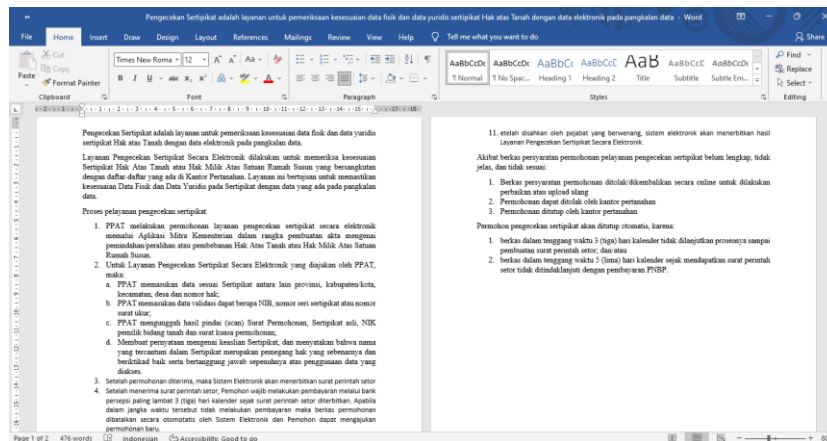 Pengecekan Sertipikat adalah layanan untuk pemeriksaan kesesuaian data fisik dan data yuridis sertipikat Hak atas Tanah dengan data elektronik pada pangkalan data - Word
File Home Insert Draw Design Layout References Mailings Review View Help Tell me what you want to do Share
Paste
Cut
Copy
Format Painter
Clipboard
Times New Roma 12
Font
Paragraph
AaBbCcDc AaBbCcDc AaBbCc AaBbCcC AaB AaBbCcC AaBbCcDc
¶ Normal ¶ No Spac... Heading 1 Heading 2 Title Subtitle Subtle Em...
Styles
Find
Replace
Select
Editing
Pengecekan Sertipikat adalah layanan untuk pemeriksaan kesesuaian data fisik dan data yuridis
sertipikat Hak atas Tanah dengan data elektronik pada pangkalan data.
Layanan Pengecekan Sertipikat Secara Elektronik dilakukan untuk memeriksa kesesuaian
Sertipikat Hak Atas Tanah atau Hak Milik Atas Satuan Rumah Susun yang bersangkutan
dengan daftar-daftar yang ada di Kantor Pertanahan. Layanan ini bertujuan untuk memastikan
kesesuaian Data Fisik dan Data Yuridis pada Sertipikat dengan data yang ada pada pangkalan
data.
Proses pelayanan pengecekan sertipikat
1. PPAT melakukan permohonan layanan pengecekan sertipikat secara elektronik
memalui Aplikasi Mitra Kementerian dalam rangka pembuatan akta mengenai
pemindahan/peralihan atau pembebanan Hak Atas Tanah atau Hak Milik Atas Satuan
Rumah Susun.
2. Untuk Layanan Pengecekan Sertipikat Secara Elektronik yang diajukan oleh PPAT,
maka:
a. PPAT memasukan data sesuai Sertipikat antara lain provinsi, kabupaten/kota,
kecamatan, desa dan nomor hak;
b. PPAT memasukan data validasi dapat berupa NIB, nomor seri sertipikat atau nomor
surat ukur;
c. PPAT mengunggah hasil pindai (scan) Surat Permohonan, Sertipikat asli, NIK
pemilik bidang tanah dan surat kuasa permohonan;
d. Membuat pernyataan mengenai keaslian Sertipikat, dan menyatakan bahwa nama
yang tercantum dalam Sertipikat merupakan pemegang hak yang sebenarnya dan
beriktikad baik serta bertanggung jawab sepenuhnya atas penggunaan data yang
diakses.
3. Setelah permohonan diterima, maka Sistem Elektronik akan menerbitkan surat perintah setor
4. Setelah menerima surat perintah setor, Pemohon wajib melakukan pembayaran melalui bank
persepsi paling lambat 3 (tiga) hari kalender sejak surat perintah setor diterbitkan. Apabila
dalam jangka waktu tersebut tidak melakukan pembayaran maka berkas permohonan
dibatalkan secara otomotatis oleh Sistem Elektronik dan Pemohon dapat mengajukan
permohonan baru.
11. etelah disahkan oleh pejabat yang berwenang, sistem elektronik akan menerbitkan hasil
Layanan Pengecekan Sertipikat Secara Elektronik.
Akibat berkas persyaratan permohonan pelayanan pengecekan sertipikat belum lengkap, tidak
jelas, dan tidak sesuai:
1. Berkas persyaratan permohonan ditolak/dikembalikan secara online untuk dilakukan
perbaikan atau upload ulang
2. Permohonan dapat ditolak oleh kantor pertanahan
3. Permohonan ditutup oleh kantor pertanahan
Permohon pengecekan sertipikat akan ditutup otomatis, karena:
1. berkas dalam tenggang waktu 3 (tiga) hari kalender tidak dilanjutkan prosesnya sampai
pembuatan surat perintah setor; dan/atau
2. berkas dalam tenggang waktu 5 (lima) hari kalender sejak mendapatkan surat perintah
setor tidak ditindaklanjuti dengan pembayaran PNBP.
Page 1 of 2 476 words Indonesian Accessibility: Good to go